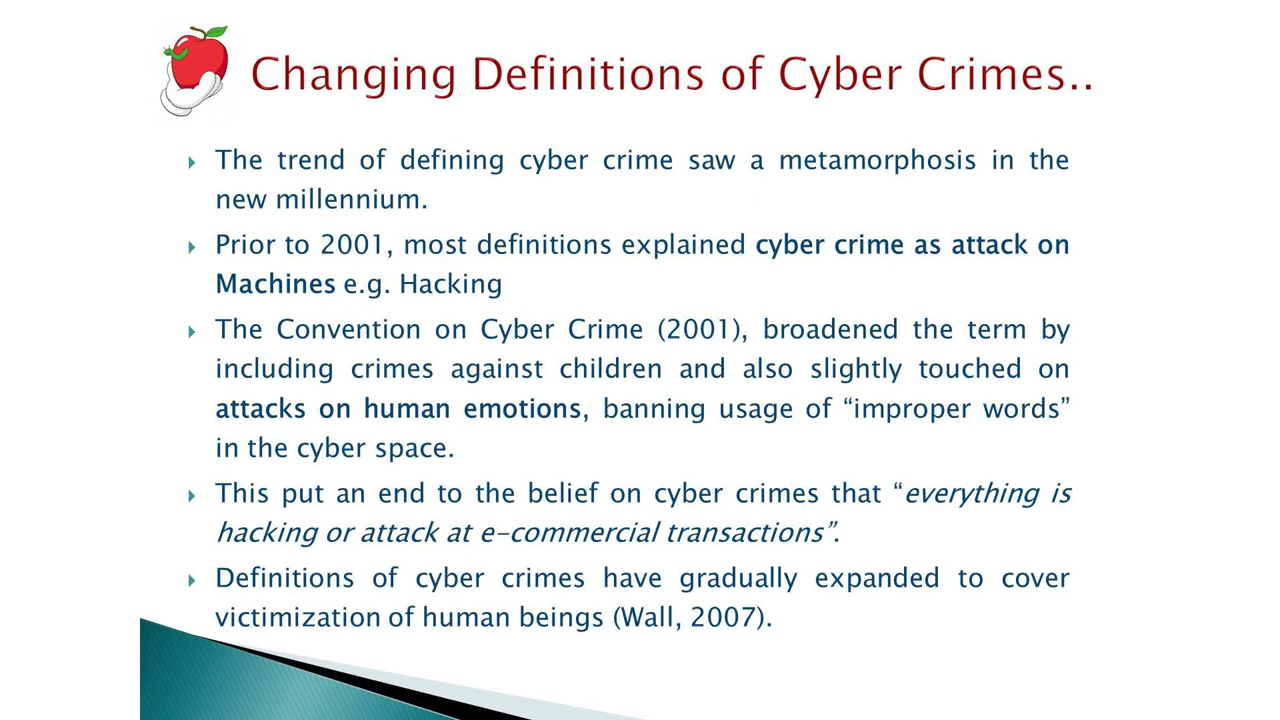 Changing Definitions of Cyber Crimes..
The trend of defining cyber crime saw a metamorphosis in the
new millennium.
Prior to 2001, most definitions explained cyber crime as attack on
Machines e.g. Hacking
The Convention on Cyber Crime (2001), broadened the term by
including crimes against children and also slightly touched on
attacks on human emotions, banning usage of “improper words”
in the cyber space.
This put an end to the belief on cyber crimes that “everything is
hacking or attack at e-commercial transactions”.
Definitions of cyber crimes have gradually expanded to cover
victimization of human beings (Wall, 2007).